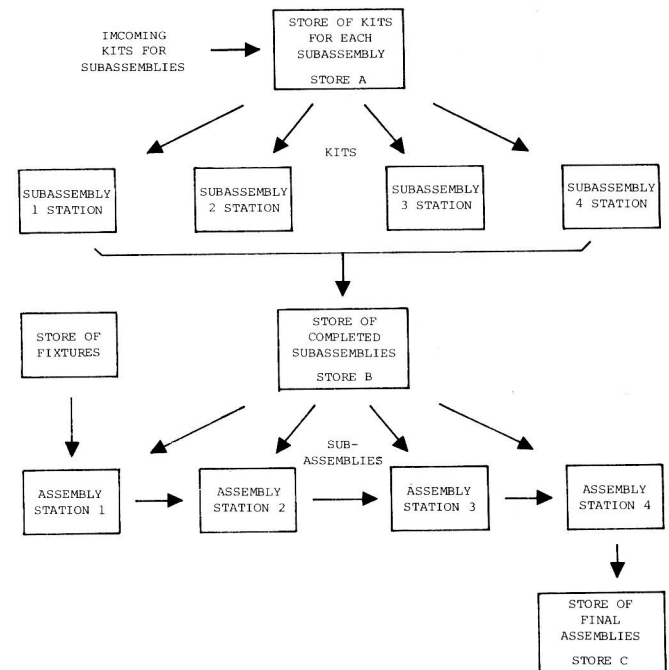 IMCOMING
KITS FOR
SUBASSEMBLIES
STORE OF KITS
FOR EACH
SUBASSEMBLY
STORE A
KITS
SUBASSEMBLY
1 STATION
SUBASSEMBLY
2 STATION
SUBASSEMBLY
3 STATION
SUBASSEMBLY
4 STATION
STORE OF
FIXTURES
STORE OF
COMPLETED
SUBASSEMBLIES
STORE B
SUB-
ASSEMBLIES
ASSEMBLY
STATION 1
ASSEMBLY
STATION 2
ASSEMBLY
STATION 3
ASSEMBLY
STATION 4
STORE OF
FINAL
ASSEMBLIES
STORE C